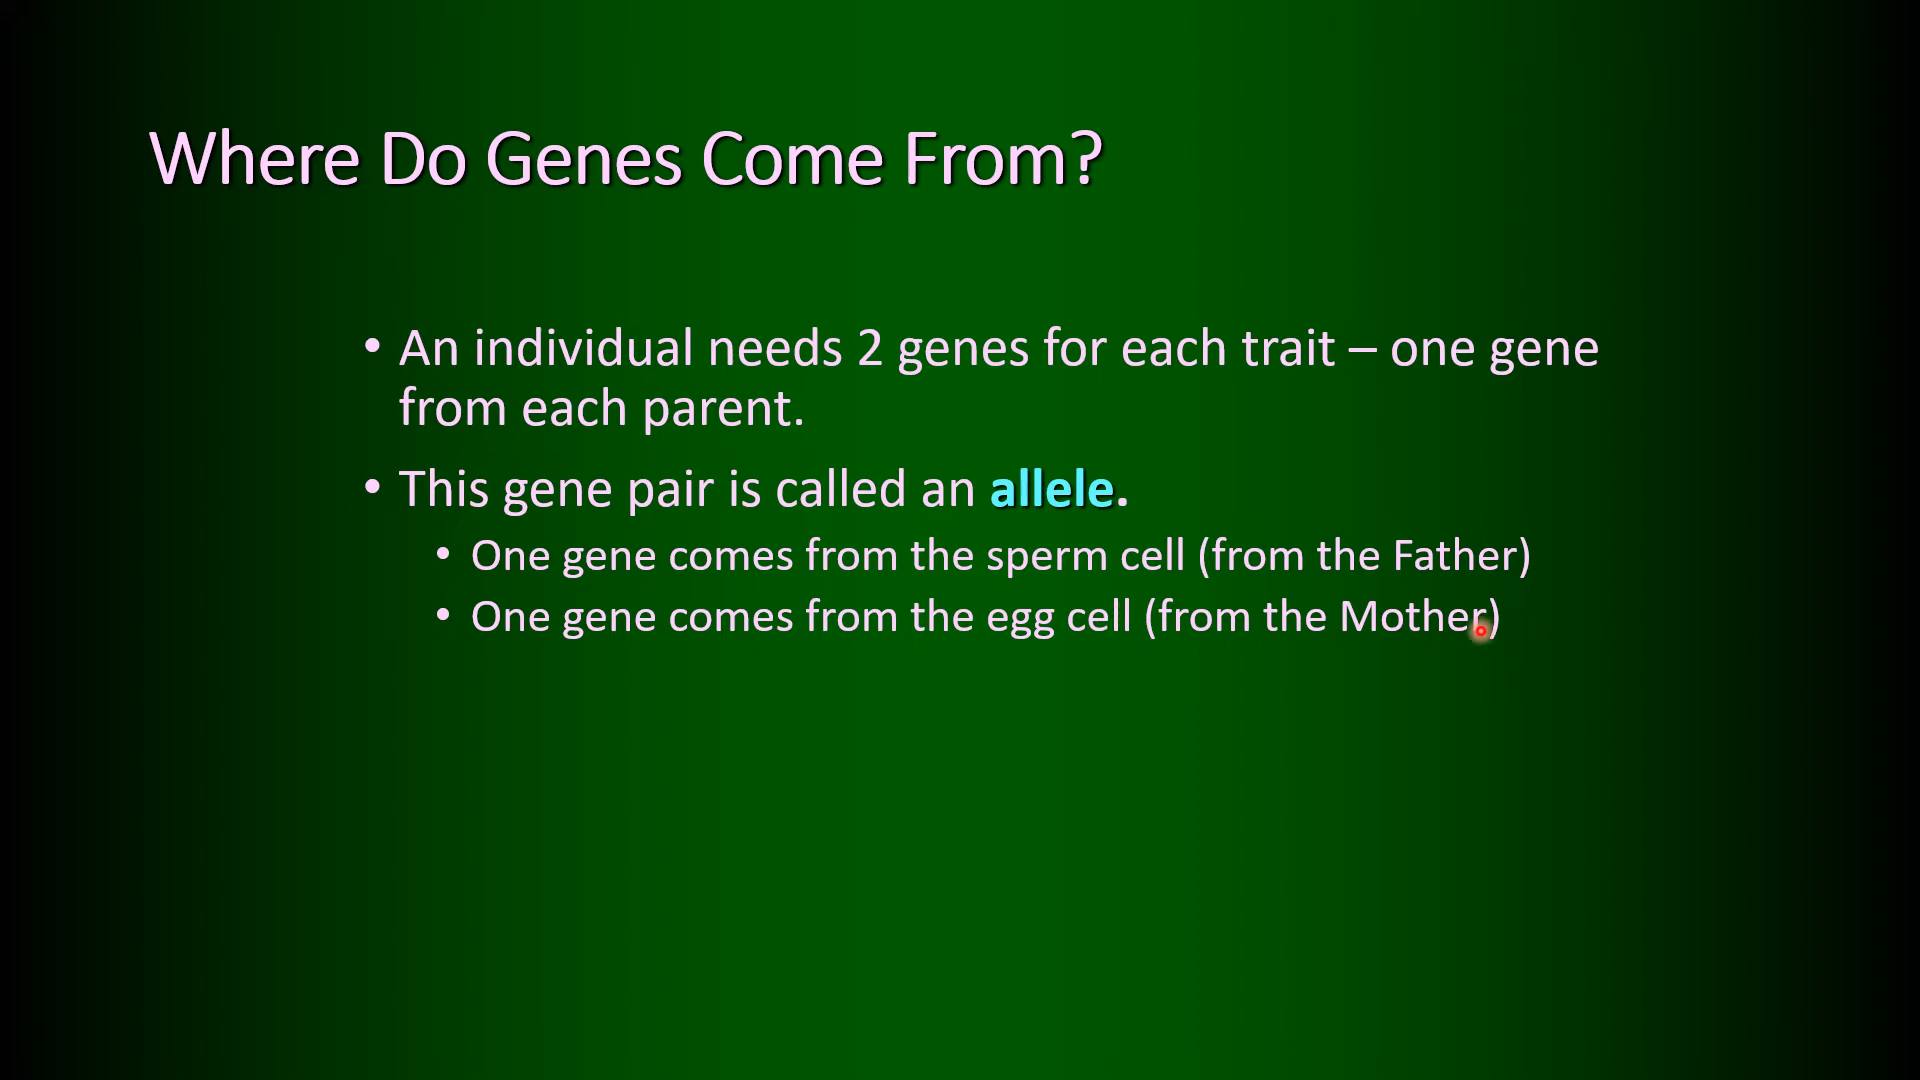 Where Do Genes Come From?
• An individual needs 2 genes for each trait – one gene
from each parent.
• This gene pair is called an allele.
• One gene comes from the sperm cell (from the Father)
• One gene comes from the egg cell (from the Mother)